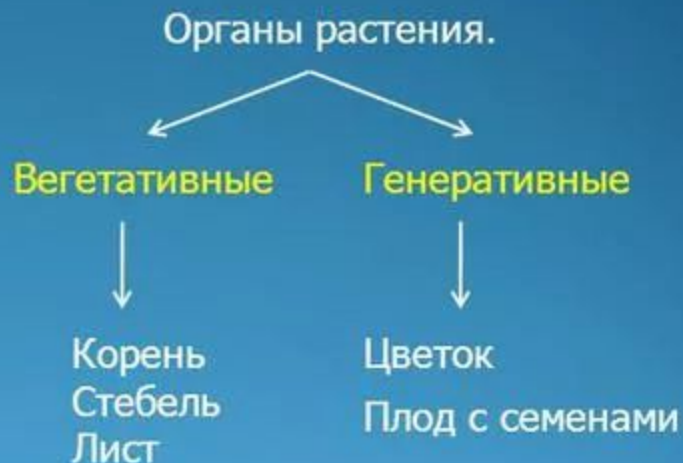 Органы растения.
Вегетативные Генеративные
Корень Цветок
Стебель Плод с семенами
Лист